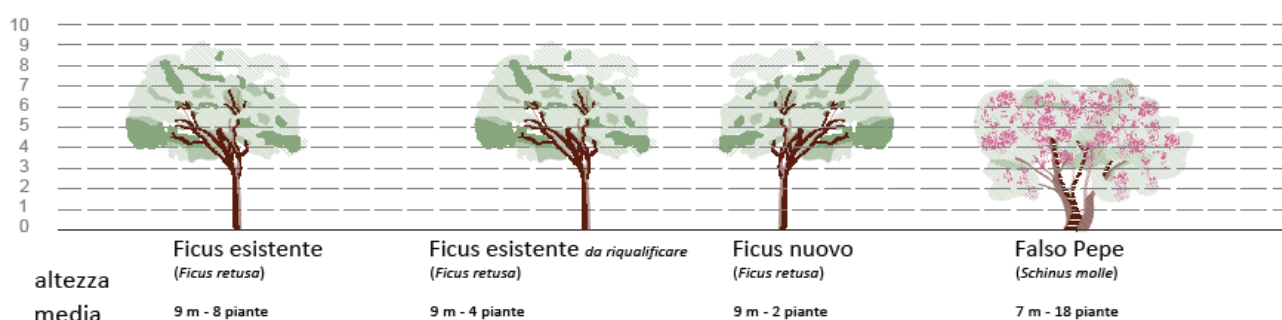 10
9
8
7
6
5
4
3
2
1
0
Ficus esistente
(Ficus retusa)
Ficus esistente da riqualificare
(Ficus retusa)
Ficus nuovo
(Ficus retusa)
Falso Pepe
(Schinus molle)
altezza
media
9 m - 8 piante
9 m - 4 piante
9 m - 2 piante
7 m - 18 piante